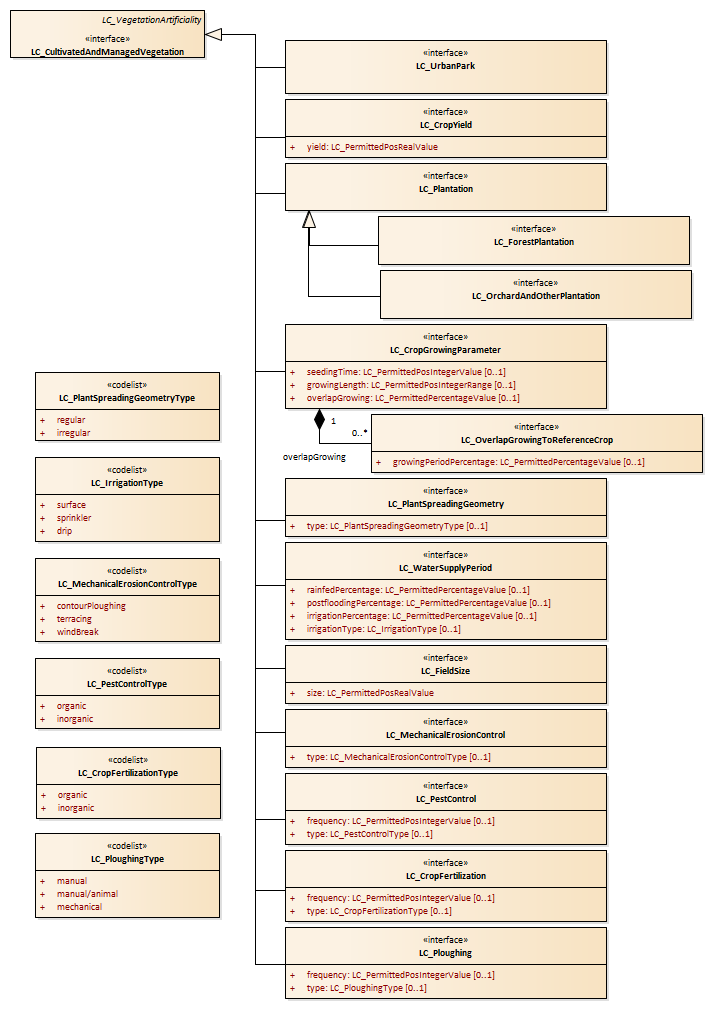 LC_VegetationArtificiality
«interface»
LC_CultivatedAndManagedVegetation
«interface»
LC_UrbanPark
«interface»
LC_CropYield
+ yield: LC_PermittedPosRealValue
«interface»
LC_Plantation
«interface»
LC_ForestPlantation
«interface»
LC_OrchardAndOtherPlantation
«interface»
LC_CropGrowingParameter
+ seedingTime: LC_PermittedPosIntegerValue [0..1]
+ growingLength: LC_PermittedPosIntegerRange [0..1]
+ overlapGrowing: LC_PermittedPercentageValue [0..1]
1
0..*
overlapGrowing
«interface»
LC_OverlapGrowingToReferenceCrop
+ growingPeriodPercentage: LC_PermittedPercentageValue [0..1]
«interface»
LC_PlantSpreadingGeometry
+ type: LC_PlantSpreadingGeometryType [0..1]
«interface»
LC_WaterSupplyPeriod
+ rainfedPercentage: LC_PermittedPercentageValue [0..1]
+ postfloodingPercentage: LC_PermittedPercentageValue [0..1]
+ irrigationPercentage: LC_PermittedPercentageValue [0..1]
+ irrigationType: LC_IrrigationType [0..1]
«interface»
LC_FieldSize
+ size: LC_PermittedPosRealValue
«interface»
LC_MechanicalErosionControl
+ type: LC_MechanicalErosionControlType [0..1]
«interface»
LC_PestControl
+ frequency: LC_PermittedPosIntegerValue [0..1]
+ type: LC_PestControlType [0..1]
«interface»
LC_CropFertilization
+ frequency: LC_PermittedPosIntegerValue [0..1]
+ type: LC_CropFertilizationType [0..1]
«interface»
LC_Ploughing
+ frequency: LC_PermittedPosIntegerValue [0..1]
+ type: LC_PloughingType [0..1]
«codelist»
LC_PlantSpreadingGeometryType
+ regular
+ irregular
«codelist»
LC_IrrigationType
+ surface
+ sprinkler
+ drip
«codelist»
LC_MechanicalErosionControlType
+ contourPloughing
+ terracing
+ windBreak
«codelist»
LC_PestControlType
+ organic
+ inorganic
«codelist»
LC_CropFertilizationType
+ organic
+ inorganic
«codelist»
LC_PloughingType
+ manual
+ manual/animal
+ mechanical